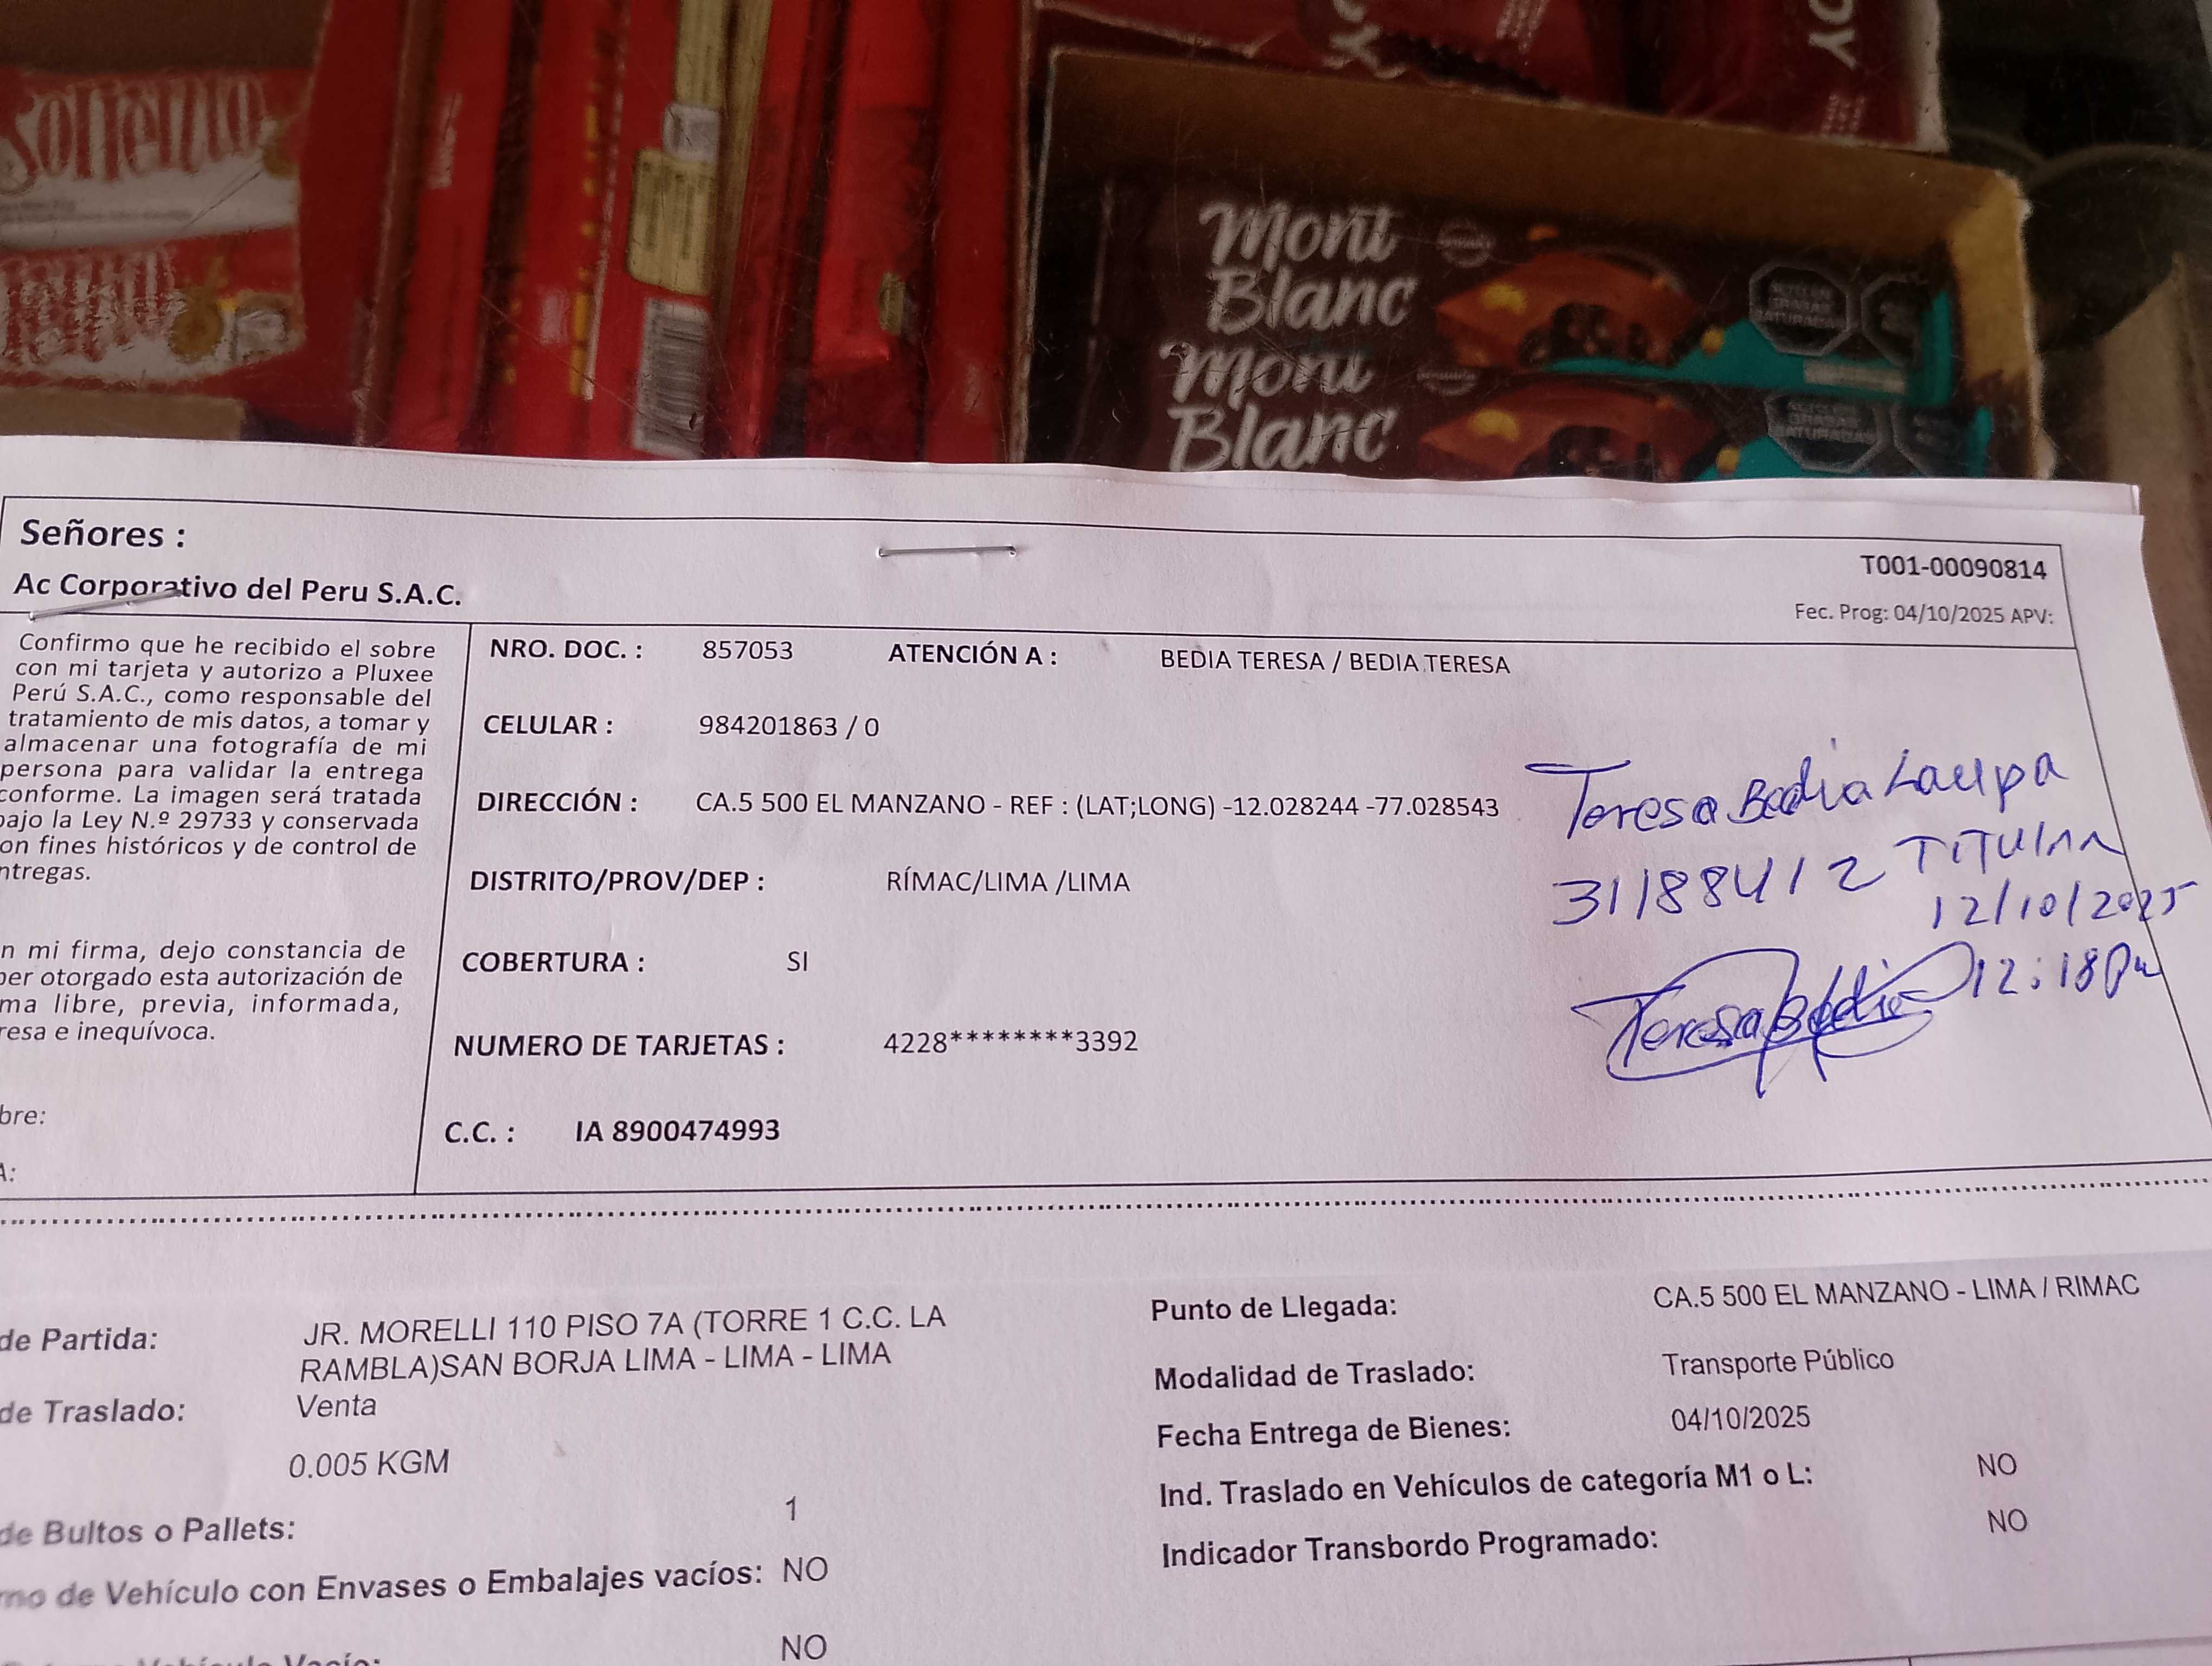 Sorrento
Mont
Blanc
Mont
Blanc
Señores :
Ac Corporativo del Peru S.A.C.
T001-00090814
Fec. Prog: 04/10/2025 APV:
Confirmo que he recibido el sobre
con mi tarjeta y autorizo a Pluxee
Perú S.A.C., como responsable del
tratamiento de mis datos, a tomar y
almacenar una fotografía de mi
persona para validar la entrega
conforme. La imagen será tratada
bajo la Ley N.º 29733 y conservada
on fines históricos y de control de
ntregas.
n mi firma, dejo constancia de
ber otorgado esta autorización de
ma libre, previa, informada,
resa e inequívoca.
bre:
A:
NRO. DOC. : 857053 ATENCIÓN A : BEDIA TERESA / BEDIA TERESA
CELULAR : 984201863 / 0
DIRECCIÓN : CA.5 500 EL MANZANO - REF : (LAT;LONG) -12.028244 -77.028543
DISTRITO/PROV/DEP : RÍMAC/LIMA /LIMA
COBERTURA : SI
NUMERO DE TARJETAS : 4228********3392
C.C. : IA 8900474993
Teresa Bedia
31188412 TITULAR
12/10/2025
12:18Pm
Teresa Bedia
de Partida: JR. MORELLI 110 PISO 7A (TORRE 1 C.C. LA
RAMBLA)SAN BORJA LIMA - LIMA - LIMA
de Traslado: Venta
0.005 KGM
de Bultos o Pallets: 1
rno de Vehículo con Envases o Embalajes vacíos: NO
NO
Punto de Llegada: CA.5 500 EL MANZANO - LIMA / RIMAC
Modalidad de Traslado: Transporte Público
Fecha Entrega de Bienes: 04/10/2025
Ind. Traslado en Vehículos de categoría M1 o L: NO
Indicador Transbordo Programado: NO